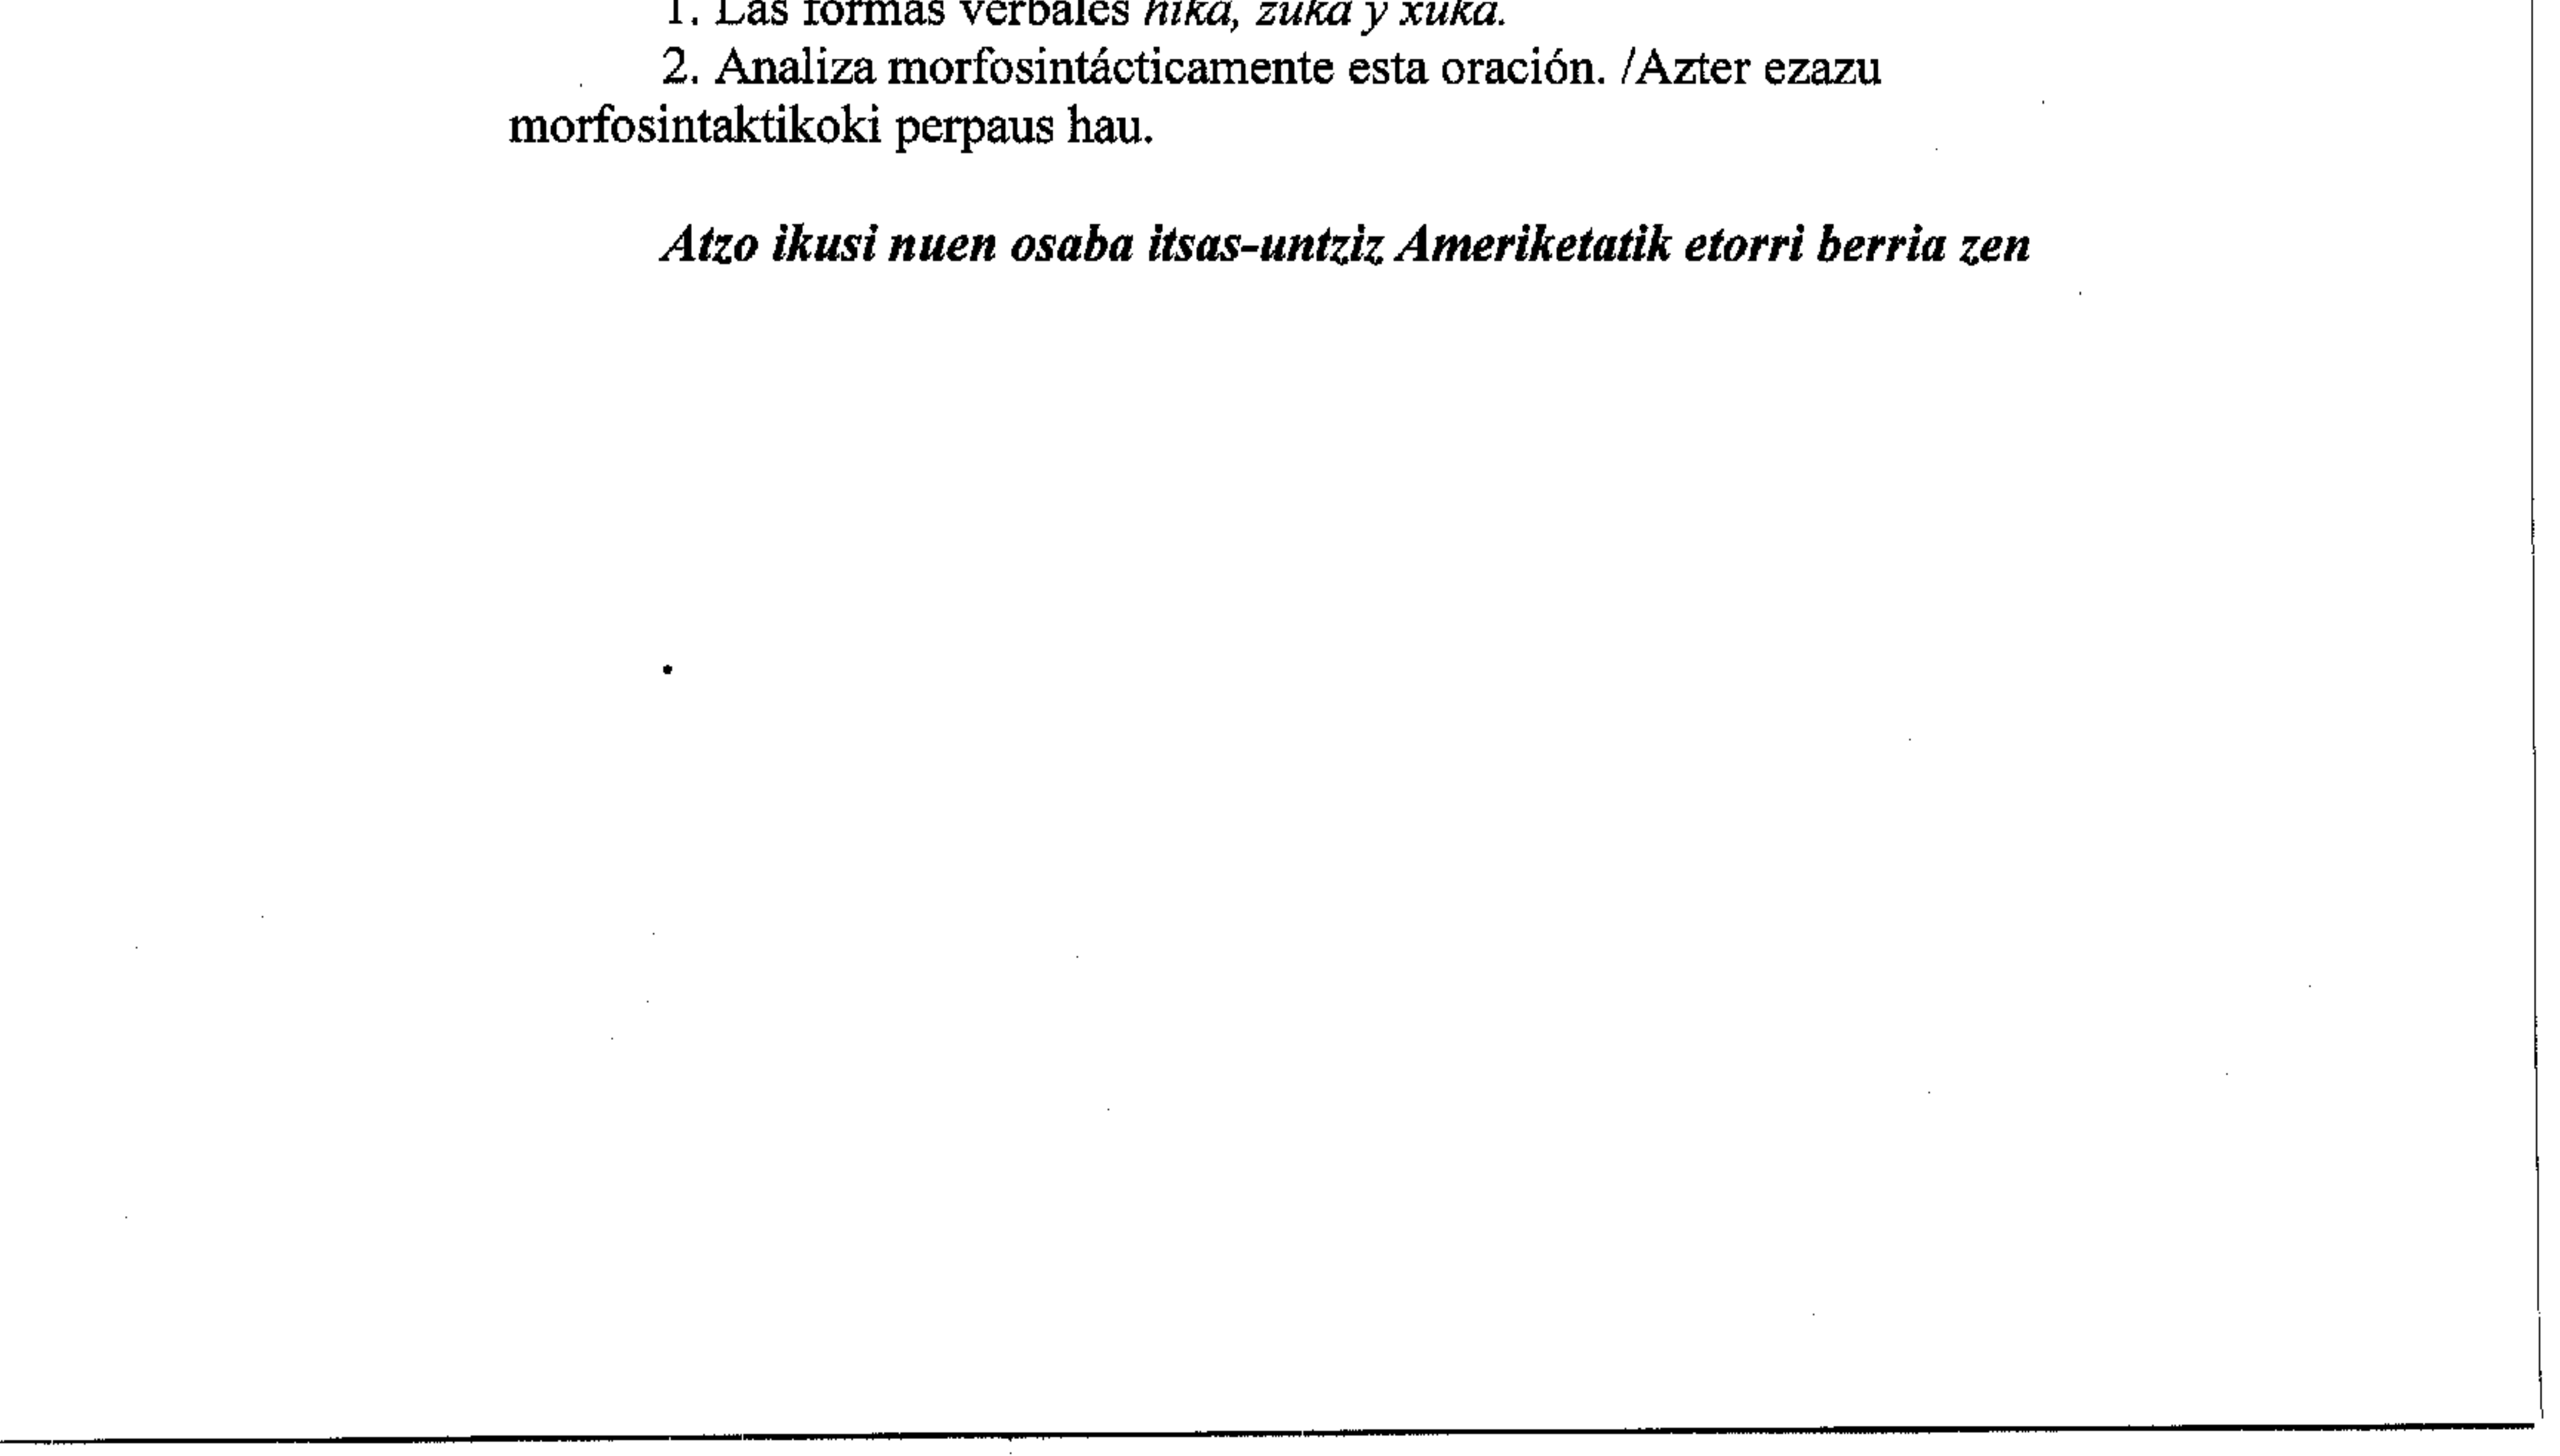 1. Las formas verbales hika, zuka y xuka.
2. Analiza morfosintácticamente esta oración. /Azter ezazu
morfosintaktikoki perpaus hau.
Atzo ikusi nuen osaba itsas-untziz Ameriketatik etorri berria zen